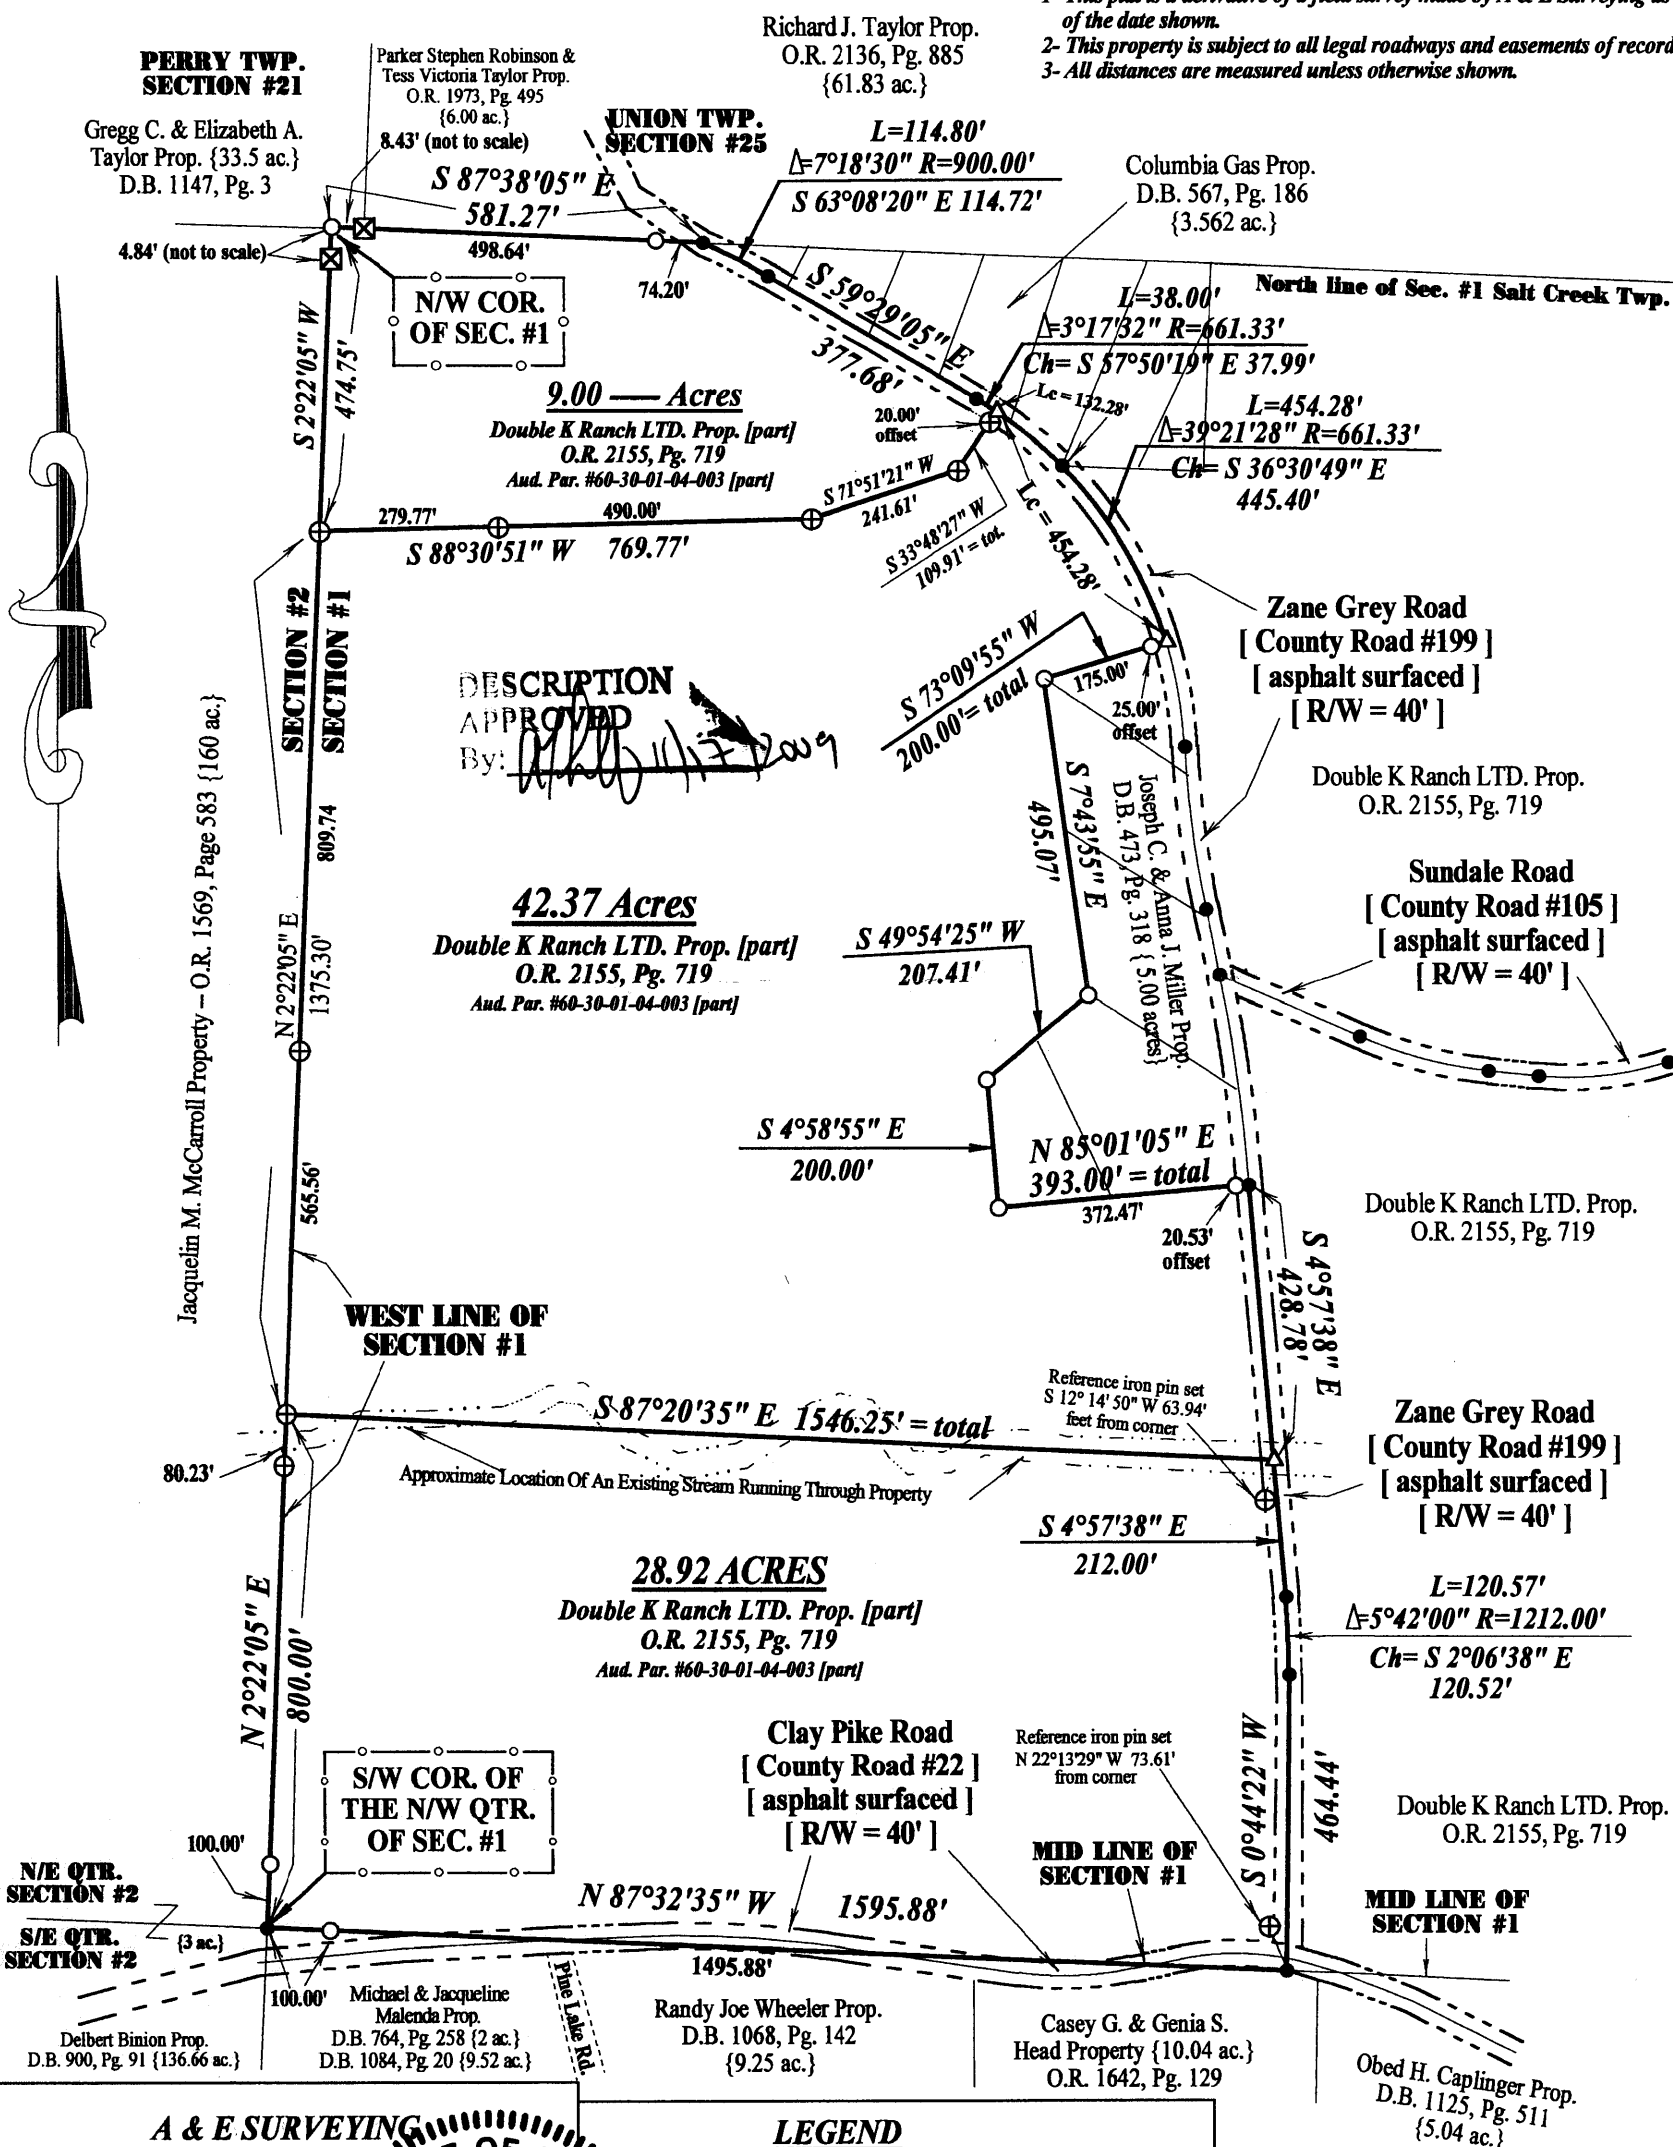 of the date shown.
2- This property is subject to all legal roadways and easements of record
3- All distances are measured unless otherwise shown.
Richard J. Taylor Prop.
O.R. 2136, Pg. 885
{61.83 ac.}
PERRY TWP.
SECTION #21
Parker Stephen Robinson &
Tess Victoria Taylor Prop.
O.R. 1973, Pg. 495
{6.00 ac.}
8.43' (not to scale)
Gregg C. & Elizabeth A.
Taylor Prop. {33.5 ac.}
D.B. 1147, Pg. 3
UNION TWP.
SECTION #25
L=114.80'
Δ=7°18'30" R=900.00'
S 63°08'20" E 114.72'
Columbia Gas Prop.
D.B. 567, Pg. 186
{3.562 ac.}
S 87°38'05" E
581.27'
498.64'
74.20'
4.84' (not to scale)
N/W COR.
OF SEC. #1
S 2°22'05" W
474.75'
S 59°29'05" E
377.68'
North line of Sec. #1 Salt Creek Twp.
L=38.00'
Δ=3°17'32" R=661.33'
Ch= S 57°50'19" E 37.99'
Lc = 132.28'
L=454.28'
Δ=39°21'28" R=661.33'
Ch= S 36°30'49" E
445.40'
9.00 — Acres
Double K Ranch LTD. Prop. [part]
O.R. 2155, Pg. 719
Aud. Par. #60-30-01-04-003 [part]
20.00'
offset
S 71°51'21" W
241.61'
S 33°48'27" W
109.91' = tot.
Lc = 454.28'
279.77'
490.00'
S 88°30'51" W 769.77'
Zane Grey Road
[ County Road #199 ]
[ asphalt surfaced ]
[ R/W = 40' ]
SECTION #2
SECTION #1
DESCRIPTION
APPROVED
By:
11/17/2009
S 73°09'55" W
200.00'= total
175.00'
25.00'
offset
Double K Ranch LTD. Prop.
O.R. 2155, Pg. 719
Jacquelin M. McCarroll Property – O.R. 1569, Page 583 {160 ac.}
809.74
N 2°22'05" E
1375.30'
565.56'
S 7°43'55" E
495.07'
Joseph C. & Anna J. Miller Prop.
D.B. 473, Pg. 318 { 5.00 acres}
Sundale Road
[ County Road #105 ]
[ asphalt surfaced ]
[ R/W = 40' ]
42.37 Acres
Double K Ranch LTD. Prop. [part]
O.R. 2155, Pg. 719
Aud. Par. #60-30-01-04-003 [part]
S 49°54'25" W
207.41'
S 4°58'55" E
200.00'
N 85°01'05" E
393.00' = total
372.47'
20.53'
offset
Double K Ranch LTD. Prop.
O.R. 2155, Pg. 719
S 4°57'38" E
428.78'
WEST LINE OF
SECTION #1
Reference iron pin set
S 12° 14' 50" W 63.94'
feet from corner
S 87°20'35" E 1546.25' = total
80.23'
Approximate Location Of An Existing Stream Running Through Property
Zane Grey Road
[ County Road #199 ]
[ asphalt surfaced ]
[ R/W = 40' ]
S 4°57'38" E
212.00'
28.92 ACRES
Double K Ranch LTD. Prop. [part]
O.R. 2155, Pg. 719
Aud. Par. #60-30-01-04-003 [part]
L=120.57'
Δ=5°42'00" R=1212.00'
Ch= S 2°06'38" E
120.52'
N 2°22'05" E
800.00'
S/W COR. OF
THE N/W QTR.
OF SEC. #1
Clay Pike Road
[ County Road #22 ]
[ asphalt surfaced ]
[ R/W = 40' ]
Reference iron pin set
N 22°13'29" W 73.61'
from corner
S 0°44'22" W
464.44'
Double K Ranch LTD. Prop.
O.R. 2155, Pg. 719
100.00'
N/E QTR.
SECTION #2
S/E QTR.
SECTION #2
{3 ac.}
MID LINE OF
SECTION #1
MID LINE OF
SECTION #1
N 87°32'35" W 1595.88'
1495.88'
100.00'
Delbert Binion Prop.
D.B. 900, Pg. 91 {136.66 ac.}
Michael & Jacqueline
Malenda Prop.
D.B. 764, Pg. 258 {2 ac.}
D.B. 1084, Pg. 20 {9.52 ac.}
Pine Lake Rd.
Randy Joe Wheeler Prop.
D.B. 1068, Pg. 142
{9.25 ac.}
Casey G. & Genia S.
Head Property {10.04 ac.}
O.R. 1642, Pg. 129
Obed H. Caplinger Prop.
D.B. 1125, Pg. 511
{5.04 ac.}
A & E SURVEYING
LEGEND